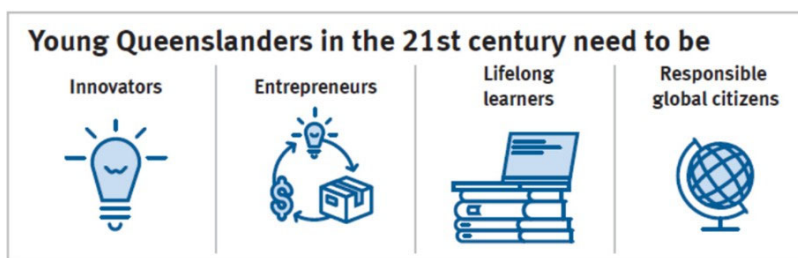 Young Queenslanders in the 21st century need to be
Innovators
Entrepreneurs
Lifelong
learners
Responsible
global citizens
$